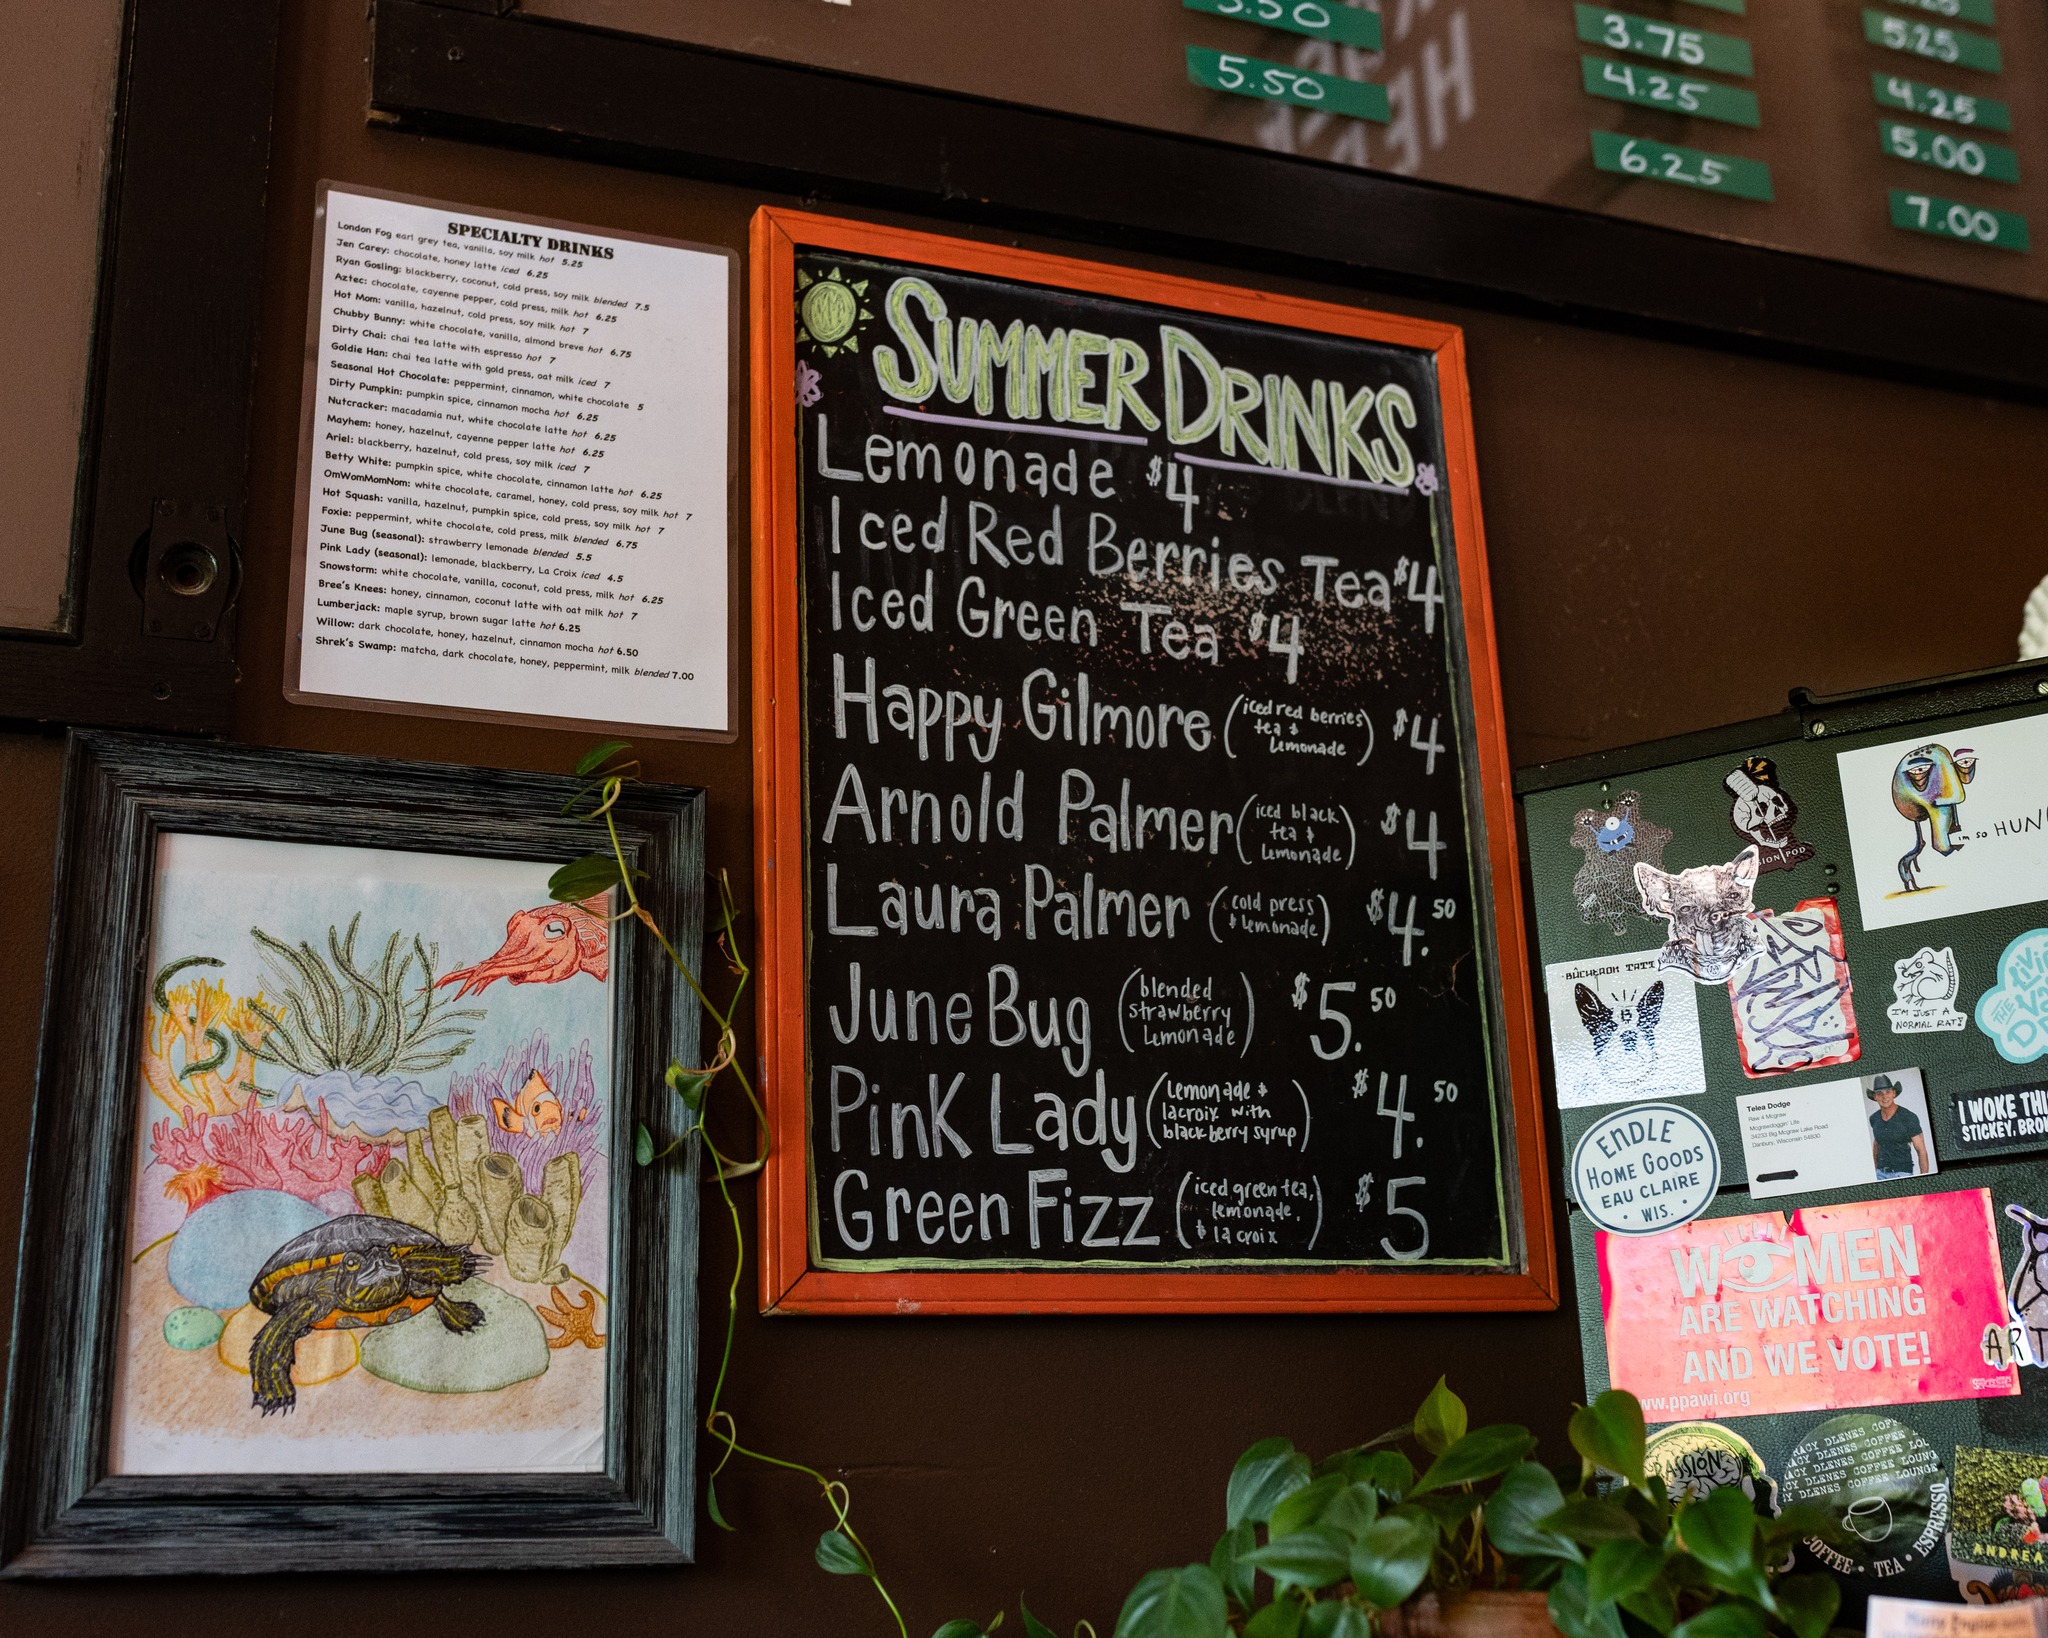 5.50
3.75
5.25
4.25
4.25
6.25
5.00
7.00
SPECIALTY DRINKS
London Fog earl grey tea, vanilla, soy milk hot 5.25
Jen Carey: chocolate, honey latte iced 6.25
Ryan Gosling: blackberry, coconut, cold press, soy milk blended 7.5
Aztec: chocolate, cayenne pepper, cold press, milk hot 6.25
Hot Mom: vanilla, hazelnut, cold press, soy milk hot 7
Chubby Bunny: white chocolate, vanilla, almond breve hot 6.75
Dirty Chai: chai tea latte with espresso hot 7
Goldie Han: chai tea latte with gold press, oat milk iced 7
Seasonal Hot Chocolate: peppermint, cinnamon, white chocolate 5
Dirty Pumpkin: pumpkin spice, cinnamon mocha hot 6.25
Nutcracker: macadamia nut, white chocolate latte hot 6.25
Mayhem: honey, hazelnut, cayenne pepper latte hot 6.25
Ariel: blackberry, hazelnut, cold press, soy milk iced 7
Betty White: pumpkin spice, white chocolate, cinnamon latte hot 6.25
OmWomMomNom: white chocolate, caramel, honey, cold press, soy milk hot 7
Hot Squash: vanilla, hazelnut, pumpkin spice, cold press, soy milk hot 7
Foxie: peppermint, white chocolate, cold press, milk blended 6.75
June Bug (seasonal): strawberry lemonade blended 5.5
Pink Lady (seasonal): lemonade, blackberry, La Croix iced 4.5
Snowstorm: white chocolate, vanilla, coconut, cold press, milk hot 6.25
Bree's Knees: honey, cinnamon, coconut latte with oat milk hot 7
Lumberjack: maple syrup, brown sugar latte hot 6.25
Willow: dark chocolate, honey, hazelnut, cinnamon mocha hot 6.50
Shrek's Swamp: matcha, dark chocolate, honey, peppermint, milk blended 7.00
SUMMER DRINKS
Lemonade $4
Iced Red Berries Tea $4
Iced Green Tea $4
Happy Gilmore (iced red berries tea & Lemonade) $4
Arnold Palmer (iced black tea & Lemonade) $4
Laura Palmer (cold press & lemonade) $4.50
June Bug (blended strawberry Lemonade) $5.50
Pink Lady (Lemonade & lacroix with blackberry syrup) $4.50
Green Fizz (iced green tea, lemonade, & la croix) $5
I'm so HUN
SION POD
BÛCHERON TATT
I'M JUST A
NORMAL RAT!
Telea Dodge
Raw 4 Mcgraw
Mcgrawdoggin' Life
34233 Big Mcgraw Lake Road
Danbury, Wisconsin 54830
I WOKE THI
STICKEY, BRO
ENDLE
HOME GOODS
EAU CLAIRE
WIS.
WOMEN
ARE WATCHING
AND WE VOTE!
www.ppawi.org
ART
PASSION
RACY DLENES COFFEE LOUNGE
COFFEE • TEA • ESPRESSO
ANDREA